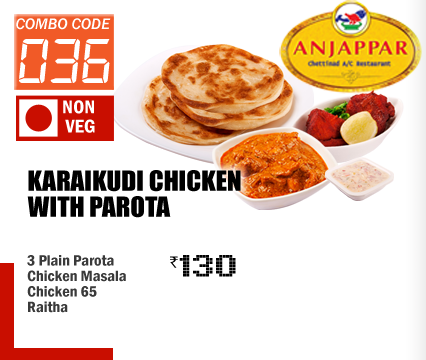 COMBO CODE
036
NON
VEG
ANJAPPAR
Chettinad A/C Restaurant
KARAIKUDI CHICKEN
WITH PAROTA
3 Plain Parota
Chicken Masala
Chicken 65
Raitha
₹130